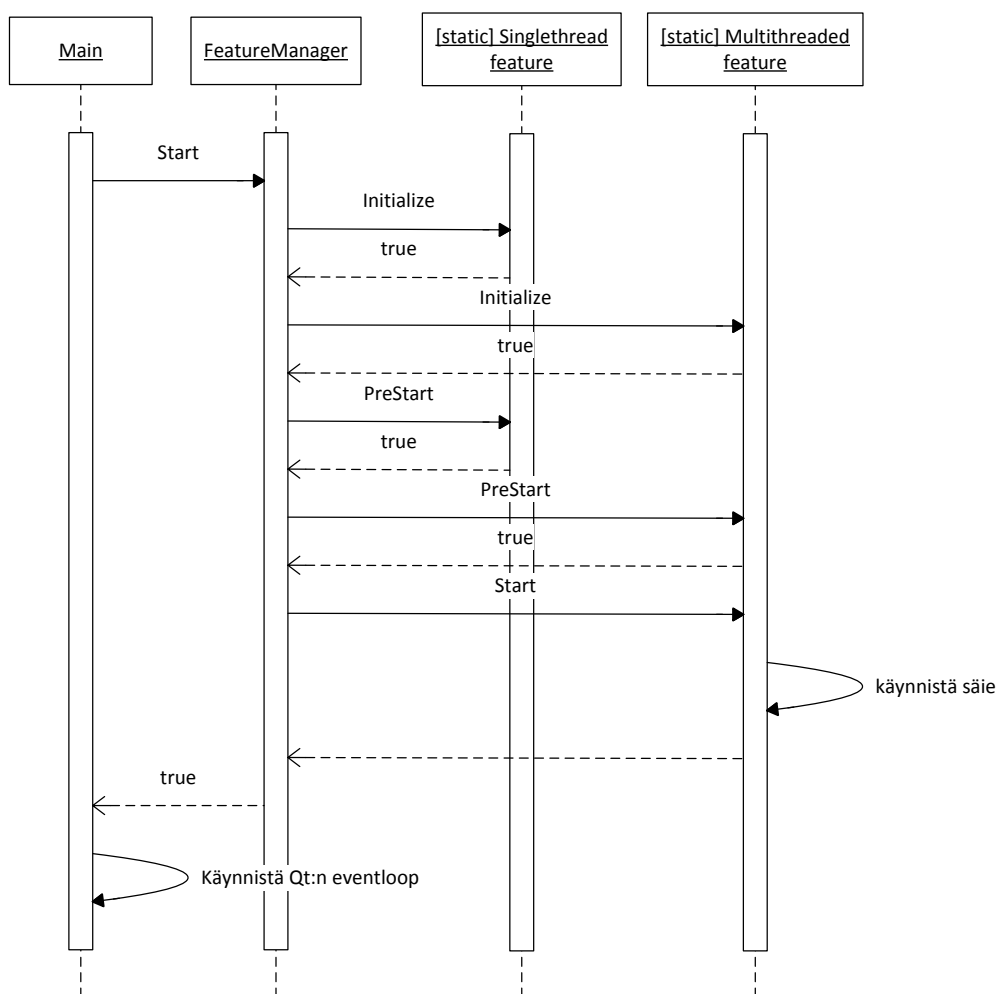 Main
FeatureManager
[static] Singlethread
feature
[static] Multithreaded
feature
Start
Initialize
true
Initialize
true
PreStart
true
PreStart
true
Start
käynnistä säie
true
Käynnistä Qt:n eventloop